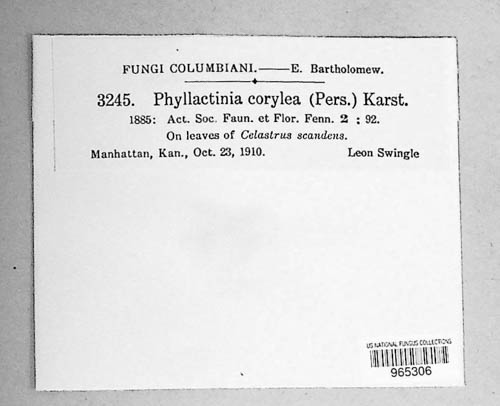 FUNGI COLUMBIANI.——E. Bartholomew.
3245. Phyllactinia corylea (Pers.) Karst.
1885: Act. Soc. Faun. et Flor. Fenn. 2 : 92.
On leaves of Celastrus scandens.
Manhattan, Kan., Oct. 23, 1910. Leon Swingle
US NATIONAL FUNGUS COLLECTIONS
965306